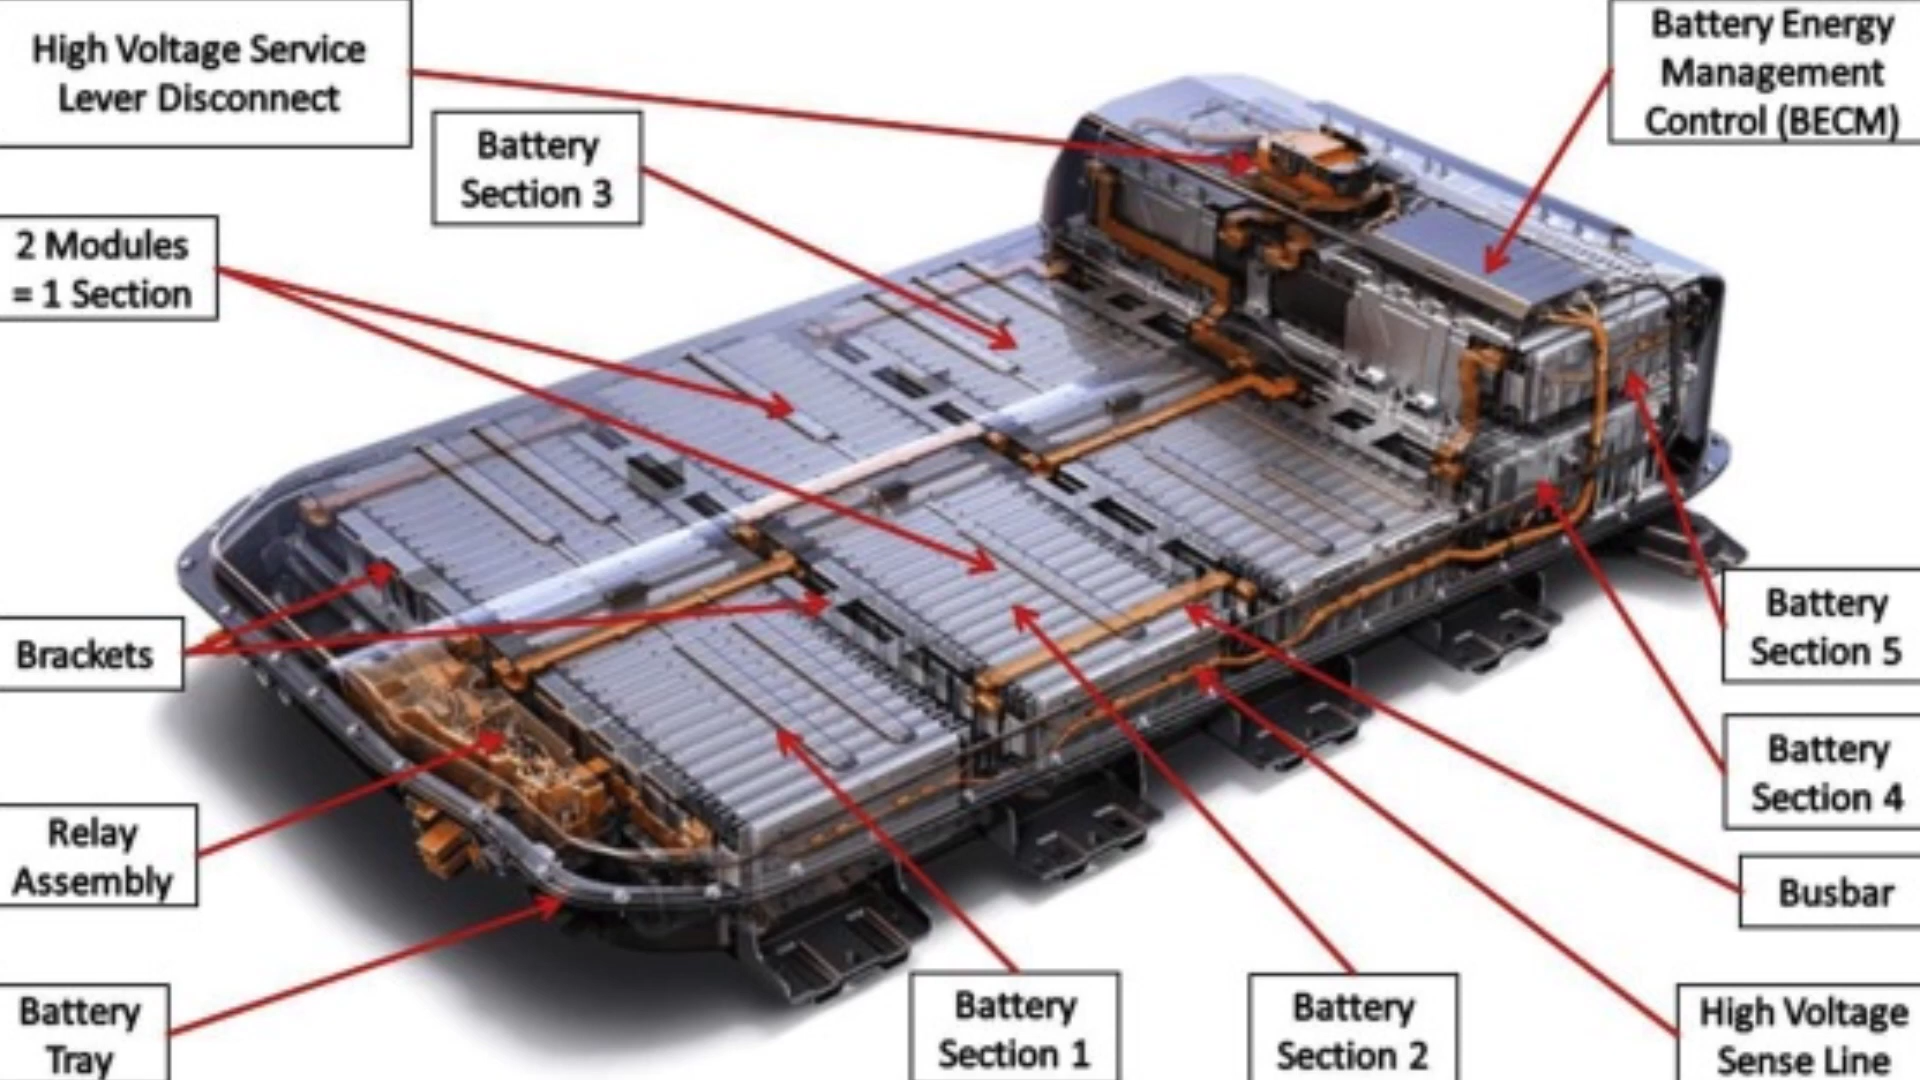 High Voltage Service
Lever Disconnect
Battery Energy
Management
Control (BECM)
Battery
Section 3
2 Modules
= 1 Section
Brackets
Relay
Assembly
Battery
Tray
Battery
Section 1
Battery
Section 2
Battery
Section 5
Battery
Section 4
Busbar
High Voltage
Sense Line